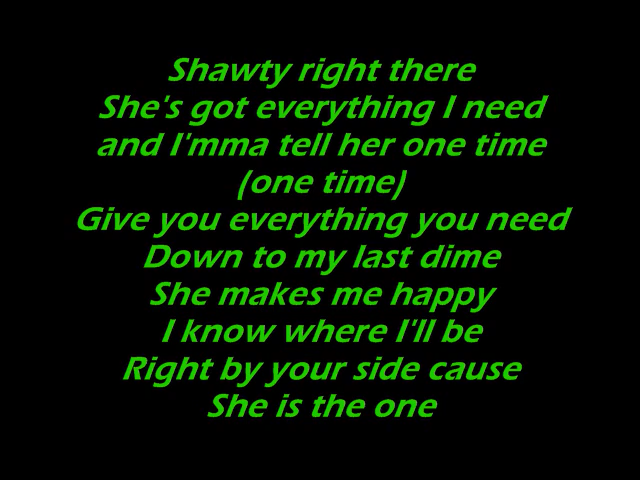 Shawty right there
She's got everything I need
and I'mma tell her one time
(one time)
Give you everything you need
Down to my last dime
She makes me happy
I know where I'll be
Right by your side cause
She is the one